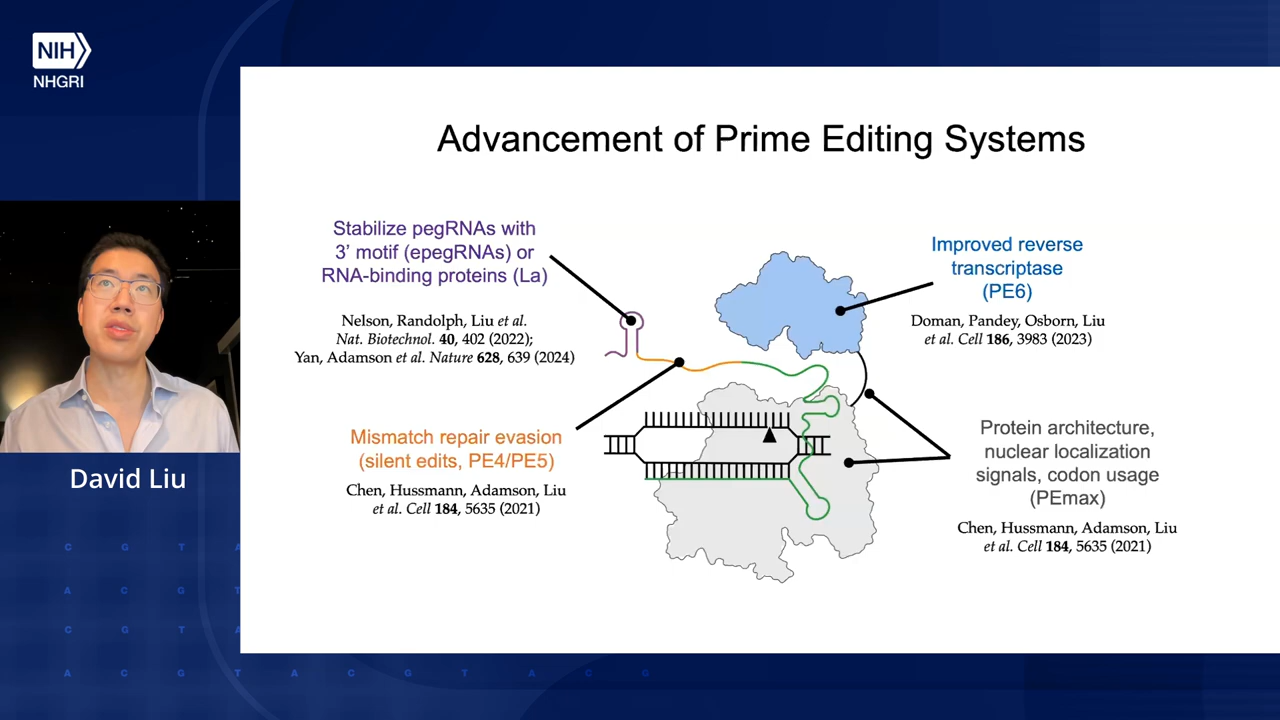 NIH
NHGRI
Advancement of Prime Editing Systems
Stabilize pegRNAs with
3’ motif (epegRNAs) or
RNA-binding proteins (La)
Nelson, Randolph, Liu et al.
Nat. Biotechnol. 40, 402 (2022);
Yan, Adamson et al. Nature 628, 639 (2024)
Improved reverse
transcriptase
(PE6)
Doman, Pandey, Osborn, Liu
et al. Cell 186, 3983 (2023)
Mismatch repair evasion
(silent edits, PE4/PE5)
Chen, Hussmann, Adamson, Liu
et al. Cell 184, 5635 (2021)
Protein architecture,
nuclear localization
signals, codon usage
(PEmax)
Chen, Hussmann, Adamson, Liu
et al. Cell 184, 5635 (2021)
David Liu
C G T A
A C G T
C G T A
A C G T A C G T A C G